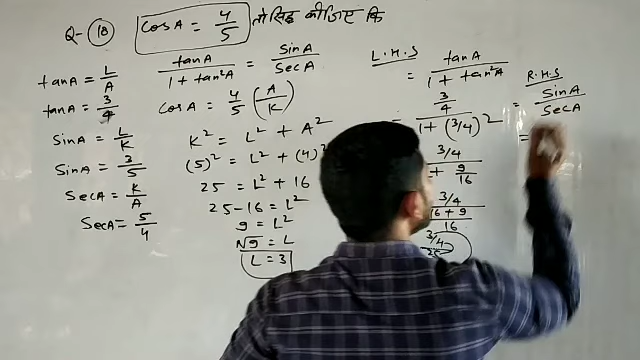 Q- 18 cosA = 4/5 तो सिद्ध कीजिए कि
tanA/(1 + tan²A) = SinA/SecA
tanA = L/A
tanA = 3/4
SinA = L/K
SinA = 3/5
SecA = K/A
SecA = 5/4
cosA = 4/5 (A/K)
K² = L² + A²
(5)² = L² + (4)²
25 = L² + 16
25 - 16 = L²
9 = L²
√9 = L
L = 3
L.H.S
= tanA/(1 + tan²A)
= (3/4)/(1 + (3/4)²)
3/4 / + 9/16
3/4 / 16 + 9/16
3/4 / 25
R.H.S
= SinA/SecA
=